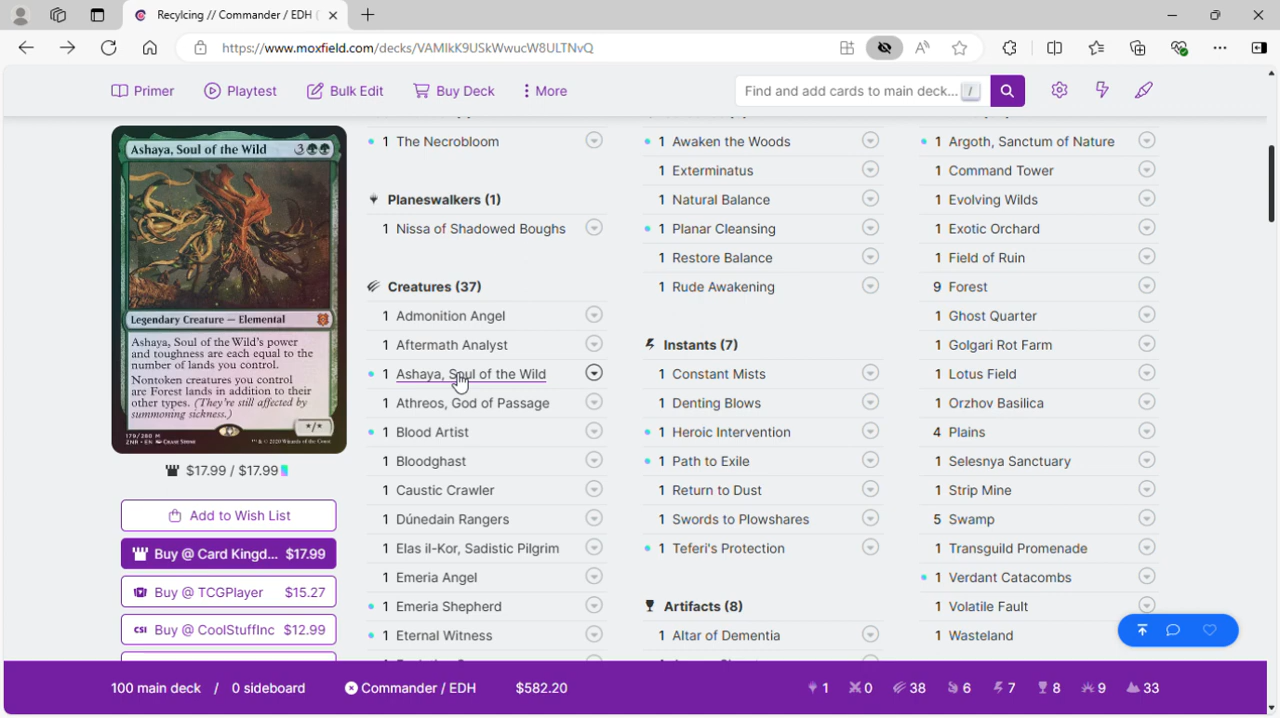 Recylcing // Commander / EDH (
https://www.moxfield.com/decks/VAMIkK9USkWwucW8ULTNvQ
Primer
Playtest
Bulk Edit
Buy Deck
More
Find and add cards to main deck... /
Ashaya, Soul of the Wild 3
Legendary Creature — Elemental
Ashaya, Soul of the Wild's power
and toughness are each equal to the
number of lands you control.
Nontoken creatures you control
are Forest lands in addition to their
other types. (They're still affected by
summoning sickness.)
*/*
179/280 M
ZNR • EN Chase Stone
$17.99 / $17.99
Add to Wish List
Buy @ Card Kingd... $17.99
Buy @ TCGPlayer $15.27
CSI Buy @ CoolStuffInc $12.99
1 The Necrobloom
Planeswalkers (1)
1 Nissa of Shadowed Boughs
Creatures (37)
1 Admonition Angel
1 Aftermath Analyst
1 Ashaya, Soul of the Wild
1 Athreos, God of Passage
1 Blood Artist
1 Bloodghast
1 Caustic Crawler
1 Dúnedain Rangers
1 Elas il-Kor, Sadistic Pilgrim
1 Emeria Angel
1 Emeria Shepherd
1 Eternal Witness
1 Awaken the Woods
1 Exterminatus
1 Natural Balance
1 Planar Cleansing
1 Restore Balance
1 Rude Awakening
Instants (7)
1 Constant Mists
1 Denting Blows
1 Heroic Intervention
1 Path to Exile
1 Return to Dust
1 Swords to Plowshares
1 Teferi's Protection
Artifacts (8)
1 Altar of Dementia
1 Argoth, Sanctum of Nature
1 Command Tower
1 Evolving Wilds
1 Exotic Orchard
1 Field of Ruin
9 Forest
1 Ghost Quarter
1 Golgari Rot Farm
1 Lotus Field
1 Orzhov Basilica
4 Plains
1 Selesnya Sanctuary
1 Strip Mine
5 Swamp
1 Transguild Promenade
1 Verdant Catacombs
1 Volatile Fault
1 Wasteland
100 main deck / 0 sideboard
Commander / EDH
$582.20
1 0 38 6 7 8 9 33